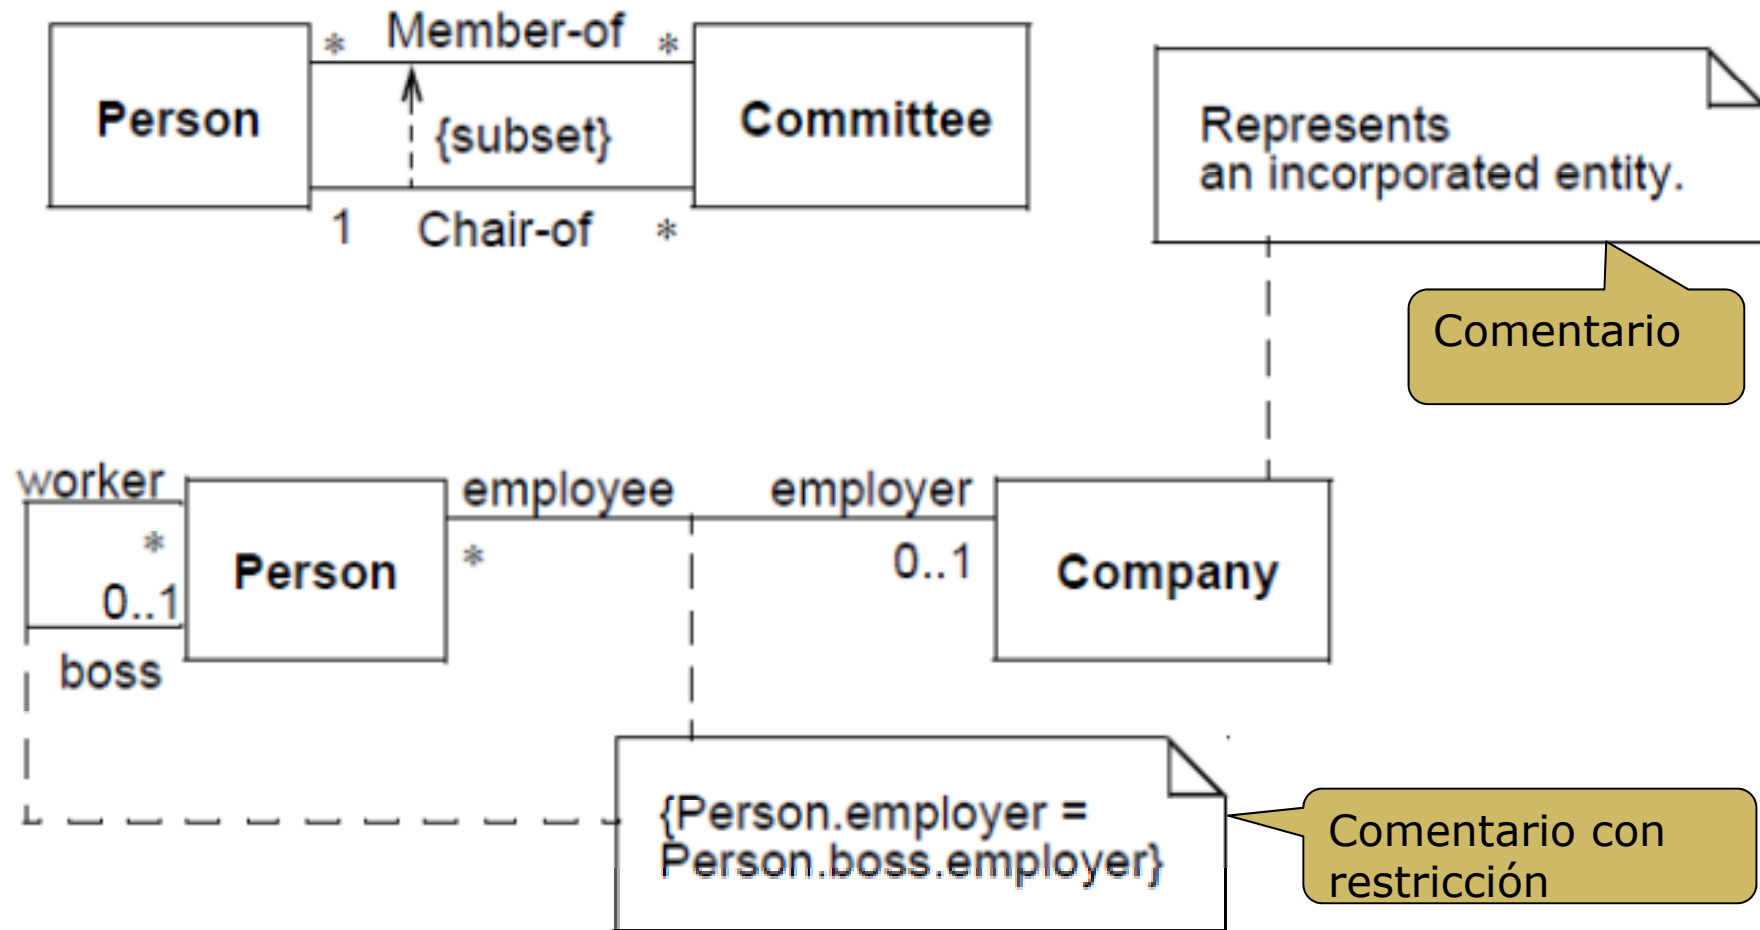 * Member-of *
Person
{subset}
Committee
1 Chair-of *
Represents
an incorporated entity.
Comentario
worker
*
0..1
boss
Person
employee
*
employer
0..1
Company
{Person.employer =
Person.boss.employer}
Comentario con
restricción